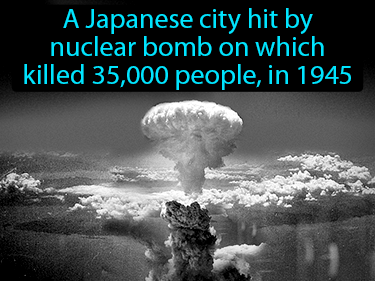 A Japanese city hit by
nuclear bomb on which
killed 35,000 people, in 1945